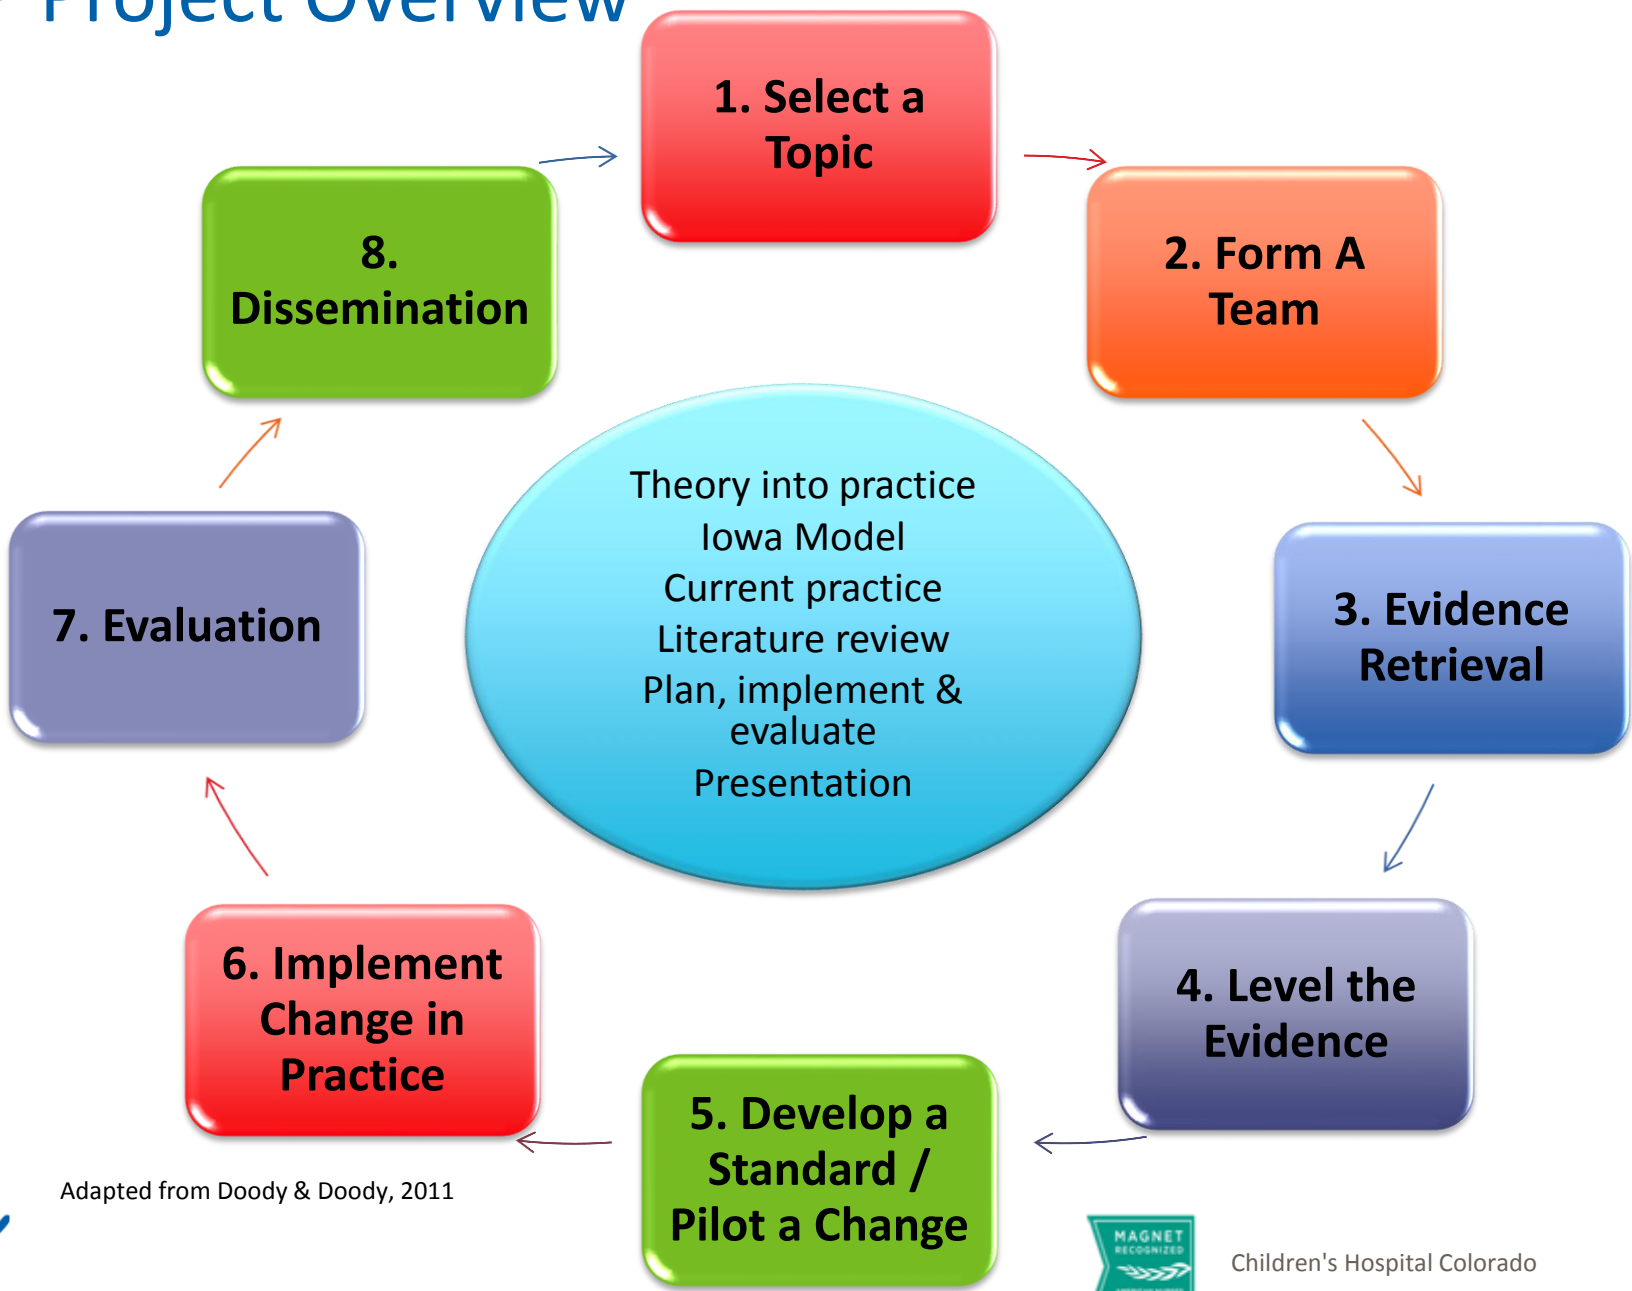 Project Overview
1. Select a
Topic
2. Form A
Team
3. Evidence
Retrieval
4. Level the
Evidence
5. Develop a
Standard /
Pilot a Change
6. Implement
Change in
Practice
7. Evaluation
8.
Dissemination
Theory into practice
Iowa Model
Current practice
Literature review
Plan, implement &
evaluate
Presentation
Adapted from Doody & Doody, 2011
MAGNET
RECOGNIZED
Children's Hospital Colorado